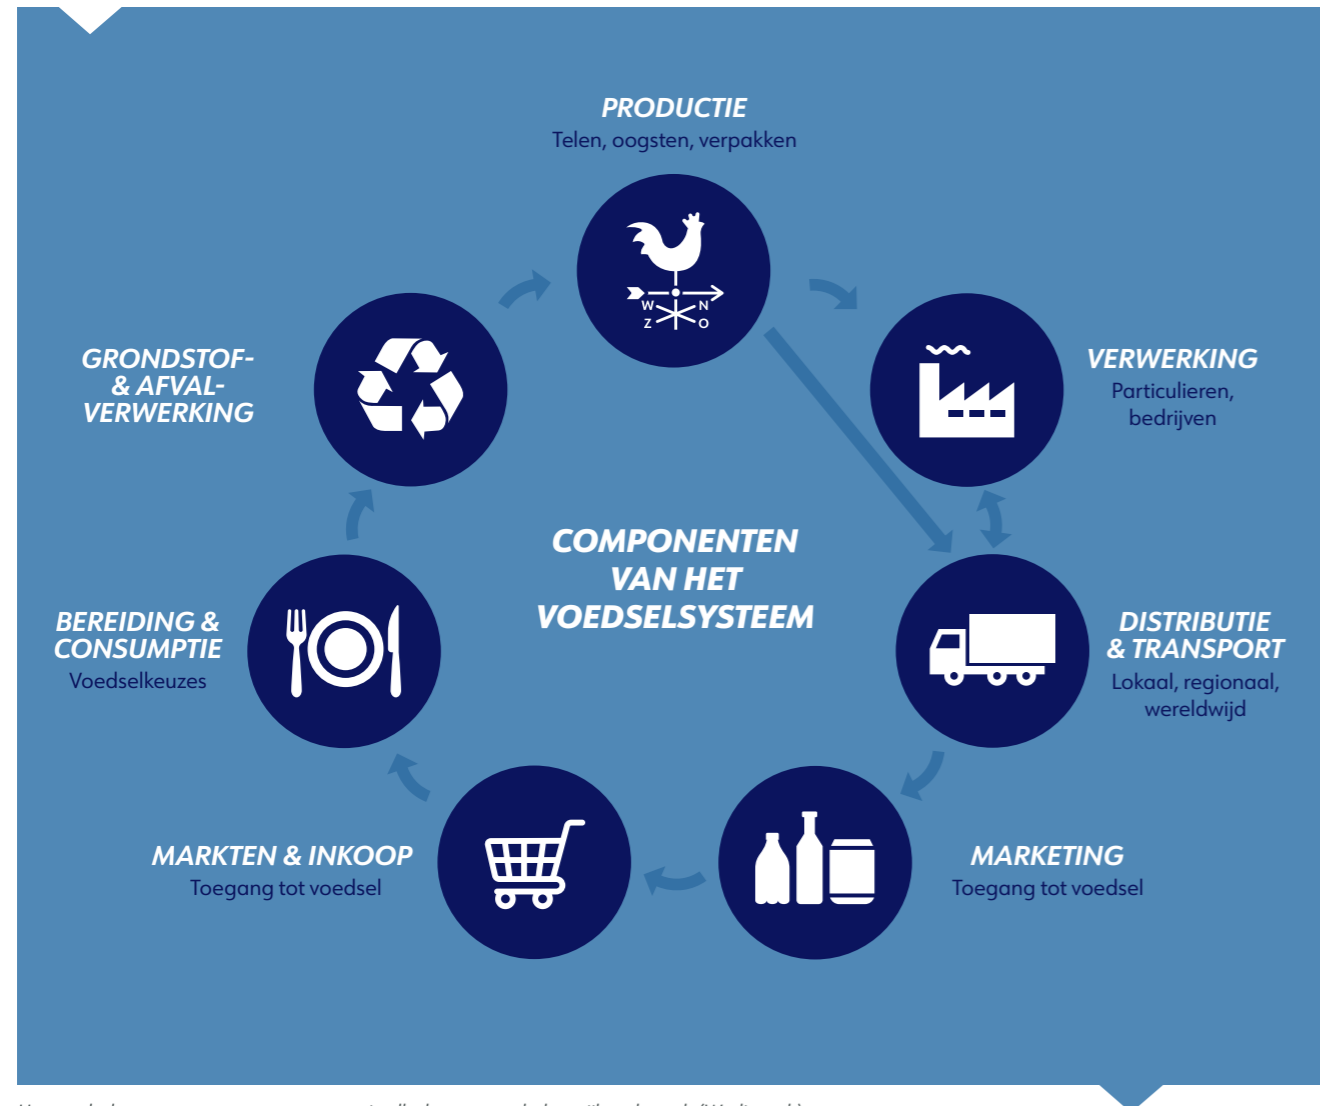 PRODUCTIE
Telen, oogsten, verpakken
W N
Z O
GRONDSTOF-
& AFVAL-
VERWERKING
VERWERKING
Particulieren,
bedrijven
COMPONENTEN
VAN HET
VOEDSELSYSTEEM
BEREIDING &
CONSUMPTIE
Voedselkeuzes
DISTRIBUTIE
& TRANSPORT
Lokaal, regionaal,
wereldwijd
MARKTEN & INKOOP
Toegang tot voedsel
MARKETING
Toegang tot voedsel